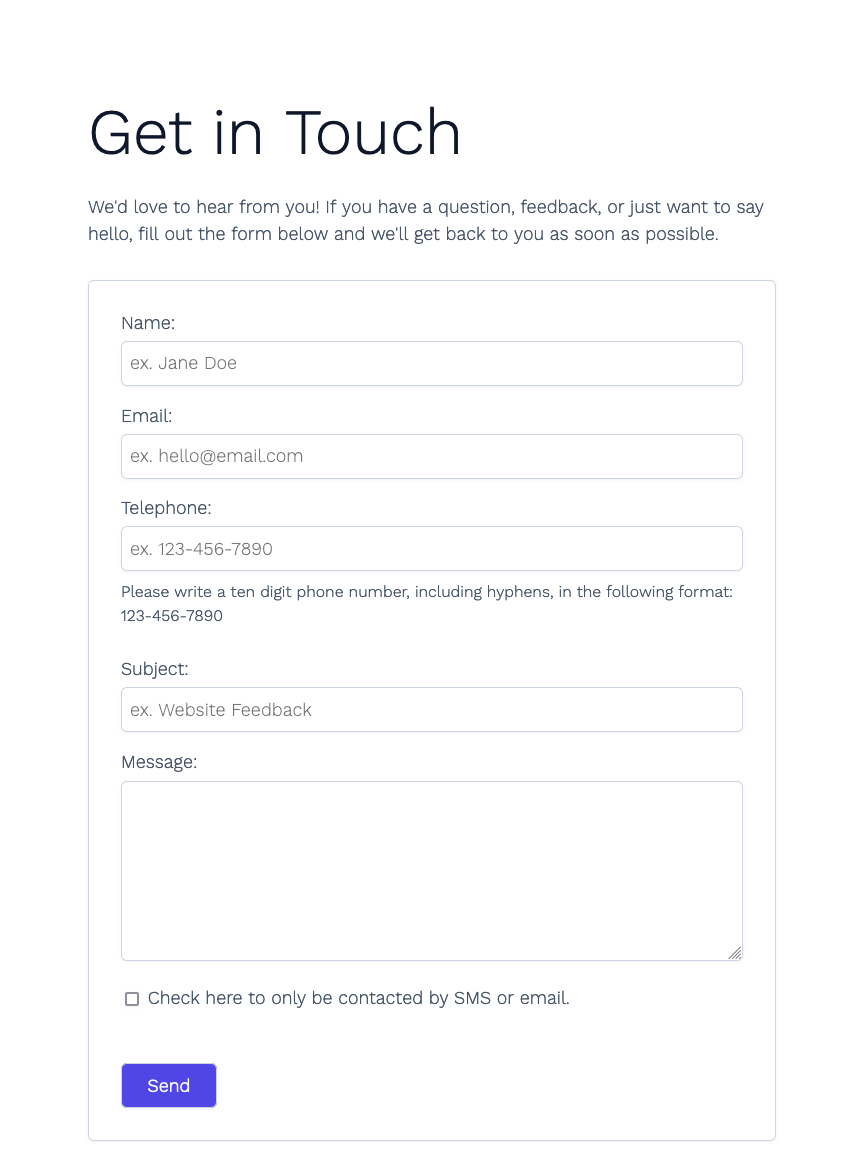 Get in Touch
We'd love to hear from you! If you have a question, feedback, or just want to say
hello, fill out the form below and we'll get back to you as soon as possible.
Name:
ex. Jane Doe
Email:
ex. hello@email.com
Telephone:
ex. 123-456-7890
Please write a ten digit phone number, including hyphens, in the following format:
123-456-7890
Subject:
ex. Website Feedback
Message:
Check here to only be contacted by SMS or email.
Send